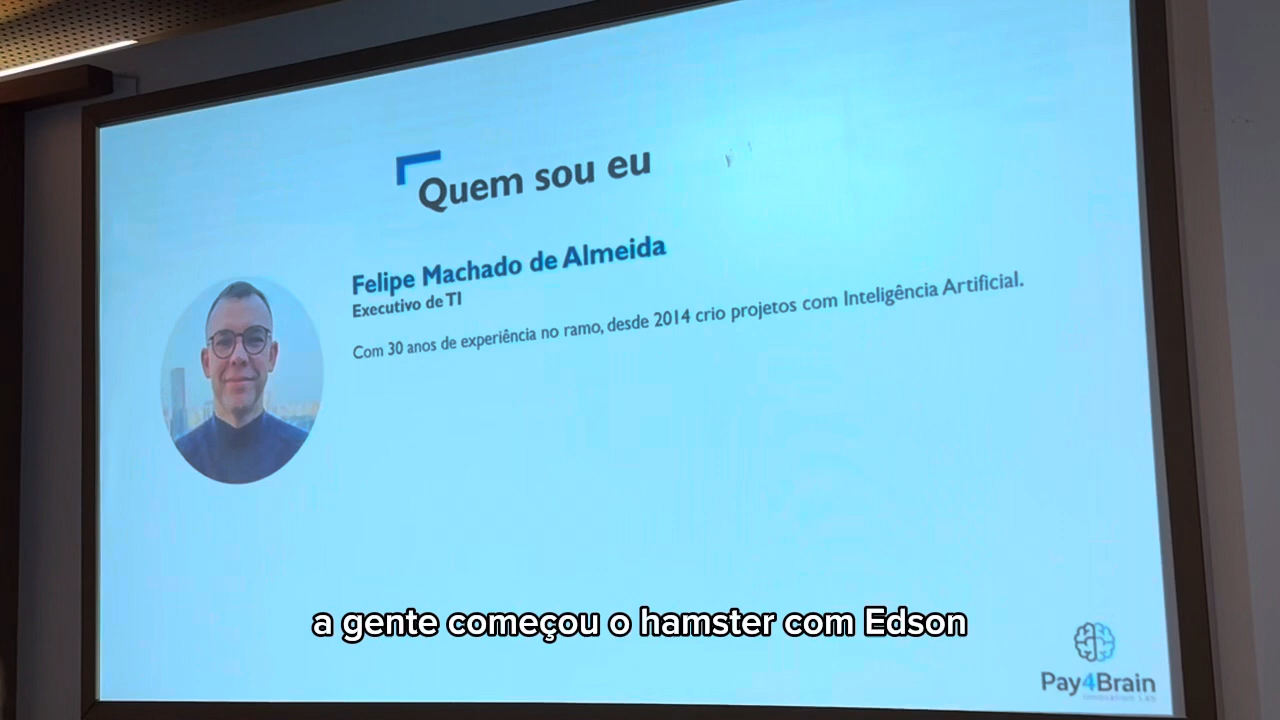 Quem sou eu
Felipe Machado de Almeida
Executivo de TI
Com 30 anos de experiência no ramo, desde 2014 crio projetos com Inteligência Artificial.
a gente começou o hamster com Edson
Pay4Brain